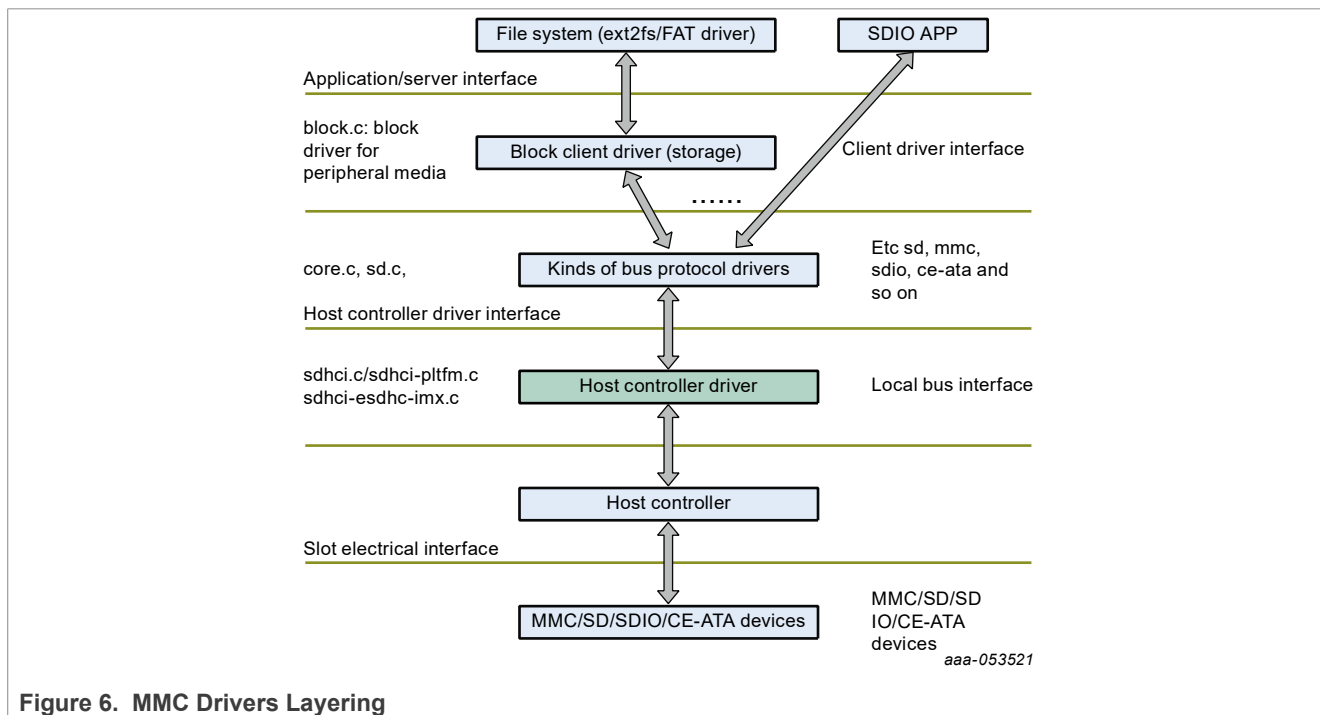 File system (ext2fs/FAT driver)
SDIO APP
Application/server interface
block.c: block
driver for
peripheral media
Block client driver (storage)
Client driver interface
......
core.c, sd.c,
Kinds of bus protocol drivers
Etc sd, mmc,
sdio, ce-ata and
so on
Host controller driver interface
sdhci.c/sdhci-pltfm.c
sdhci-esdhc-imx.c
Host controller driver
Local bus interface
Host controller
Slot electrical interface
MMC/SD/SDIO/CE-ATA devices
MMC/SD/SD
IO/CE-ATA
devices
aaa-053521
Figure 6. MMC Drivers Layering